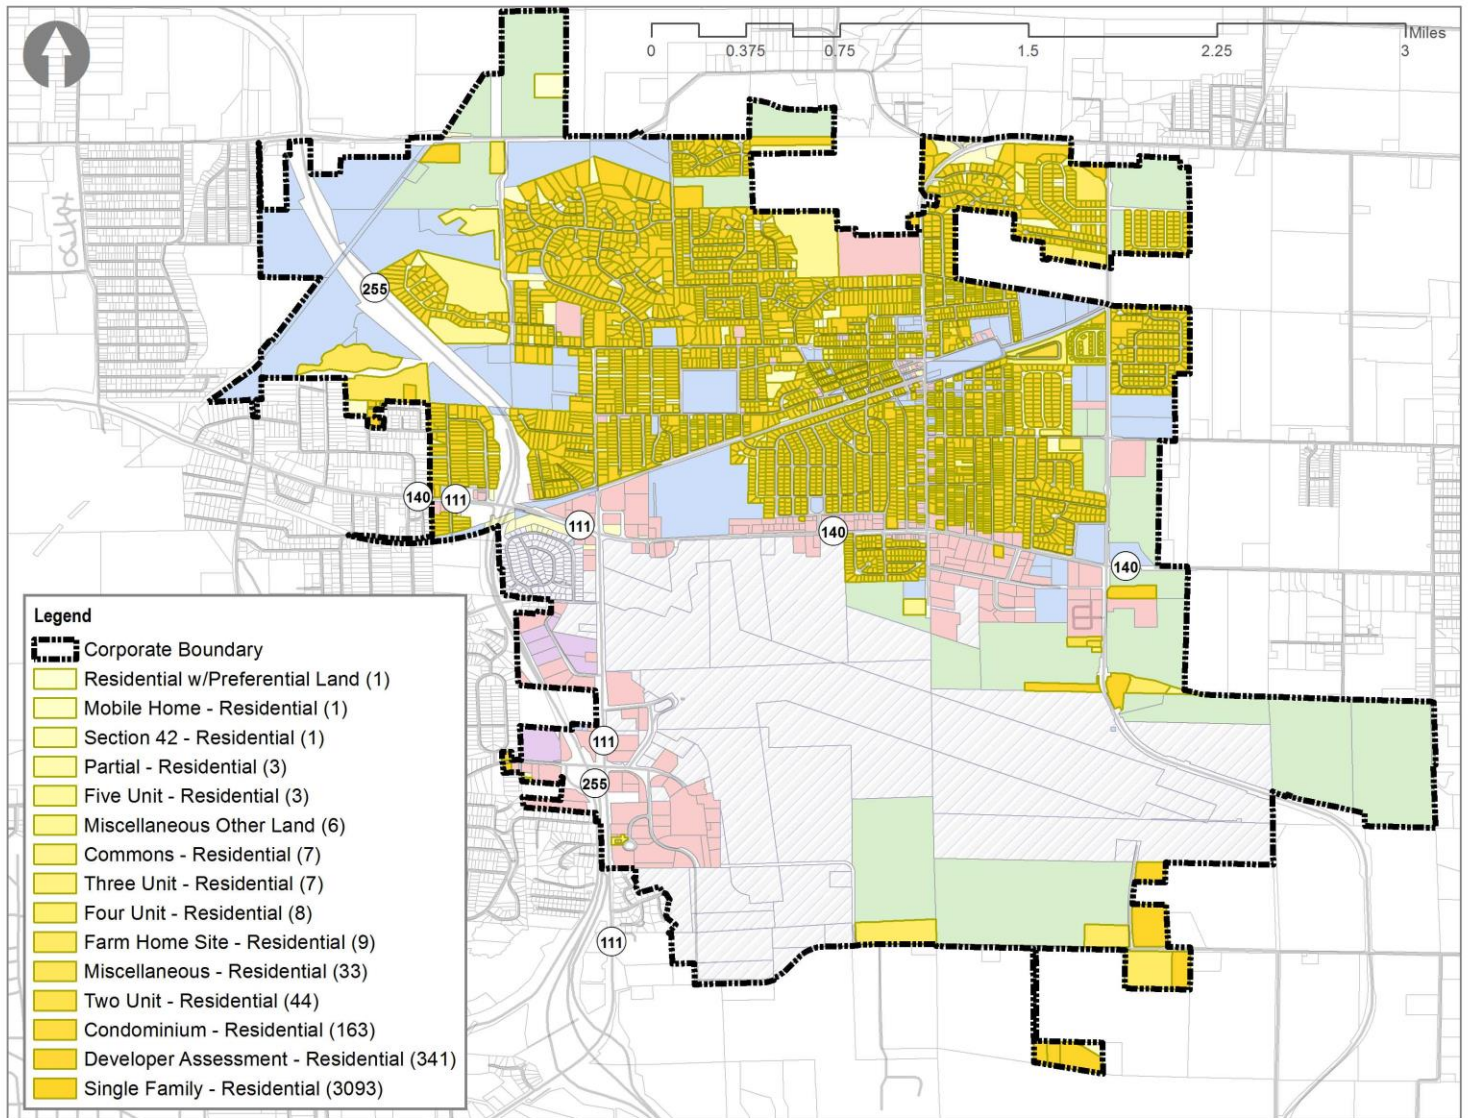 Miles
0 0.375 0.75 1.5 2.25 3
255
140
111
111
140
140
111
255
111
Legend
Corporate Boundary
Residential w/Preferential Land (1)
Mobile Home - Residential (1)
Section 42 - Residential (1)
Partial - Residential (3)
Five Unit - Residential (3)
Miscellaneous Other Land (6)
Commons - Residential (7)
Three Unit - Residential (7)
Four Unit - Residential (8)
Farm Home Site - Residential (9)
Miscellaneous - Residential (33)
Two Unit - Residential (44)
Condominium - Residential (163)
Developer Assessment - Residential (341)
Single Family - Residential (3093)